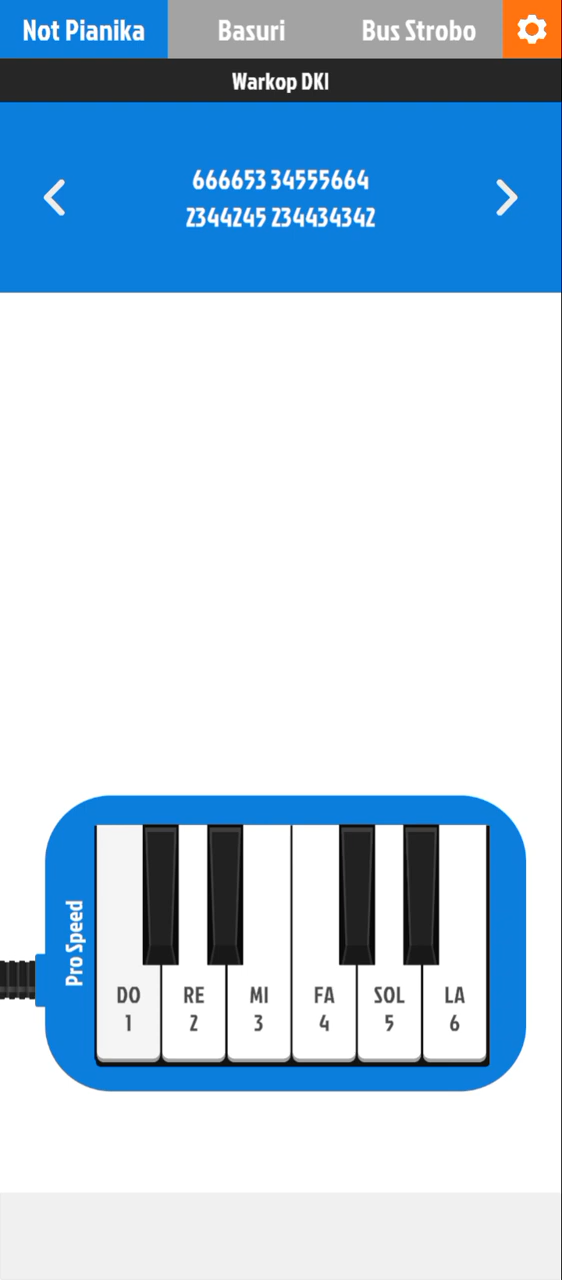 Not Pianika Basuri Bus Strobo
Warkop DKI
666653 34555664
2344245 234434342
Pro Speed
DO RE MI FA SOL LA
1 2 3 4 5 6